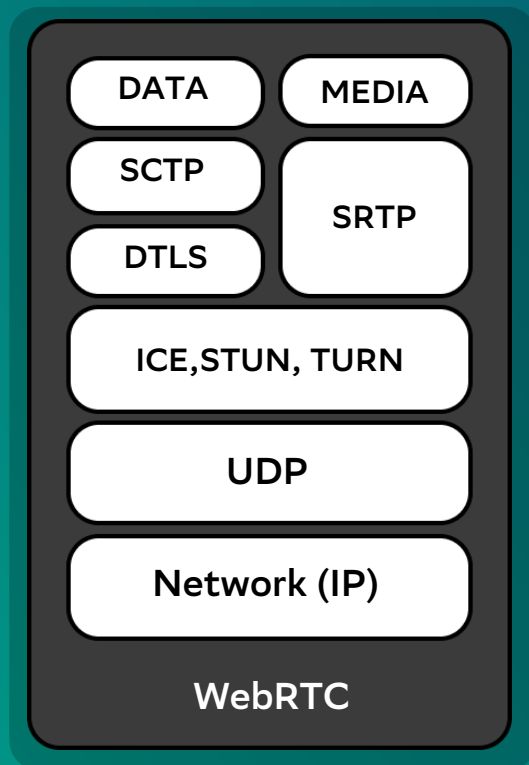 DATA
MEDIA
SCTP
SRTP
DTLS
ICE,STUN, TURN
UDP
Network (IP)
WebRTC